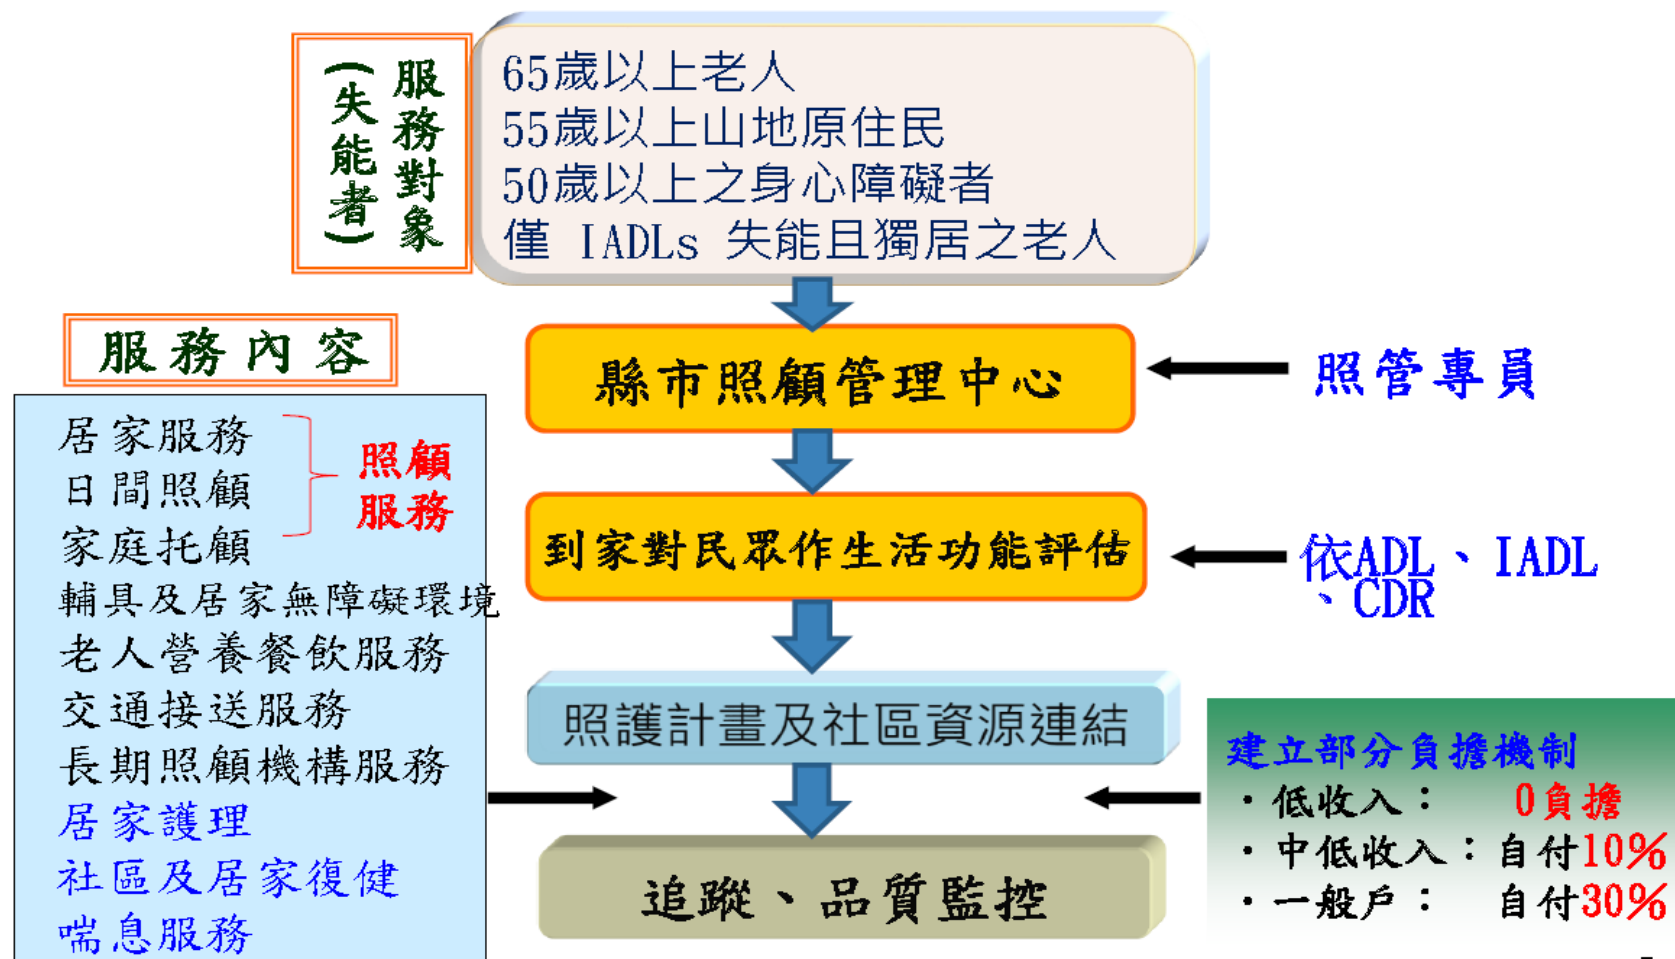 服務對象
(失能者)
65歲以上老人
55歲以上山地原住民
50歲以上之身心障礙者
僅 IADLs 失能且獨居之老人
縣市照顧管理中心
照管專員
到家對民眾作生活功能評估
依ADL、IADL
、CDR
照護計畫及社區資源連結
追蹤、品質監控
服務內容
居家服務
日間照顧
家庭托顧
照顧
服務
輔具及居家無障礙環境
老人營養餐飲服務
交通接送服務
長期照顧機構服務
居家護理
社區及居家復健
喘息服務
建立部分負擔機制
·低收入： 0負擔
·中低收入：自付10%
·一般戶： 自付30%